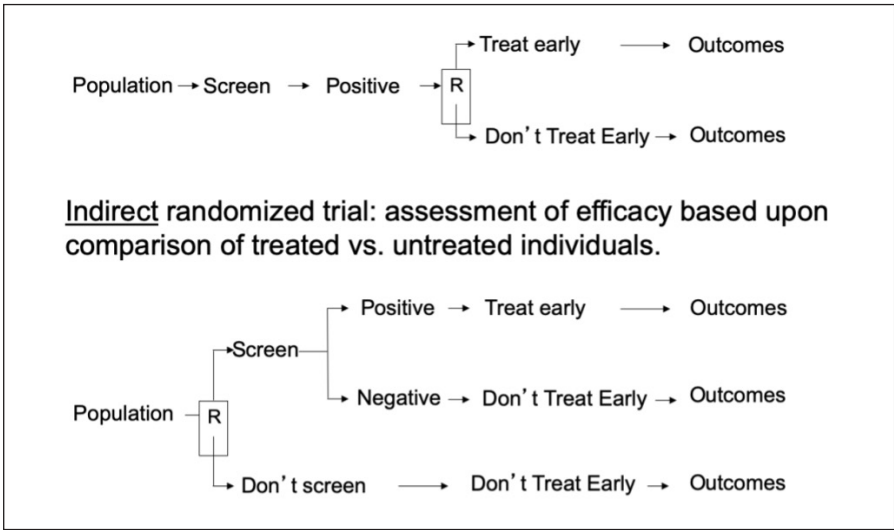 Treat early Outcomes
Population Screen Positive R
Don't Treat Early Outcomes
Indirect randomized trial: assessment of efficacy based upon
comparison of treated vs. untreated individuals.
Positive Treat early Outcomes
Screen
Negative Don't Treat Early Outcomes
Population R
Don't screen Don't Treat Early Outcomes